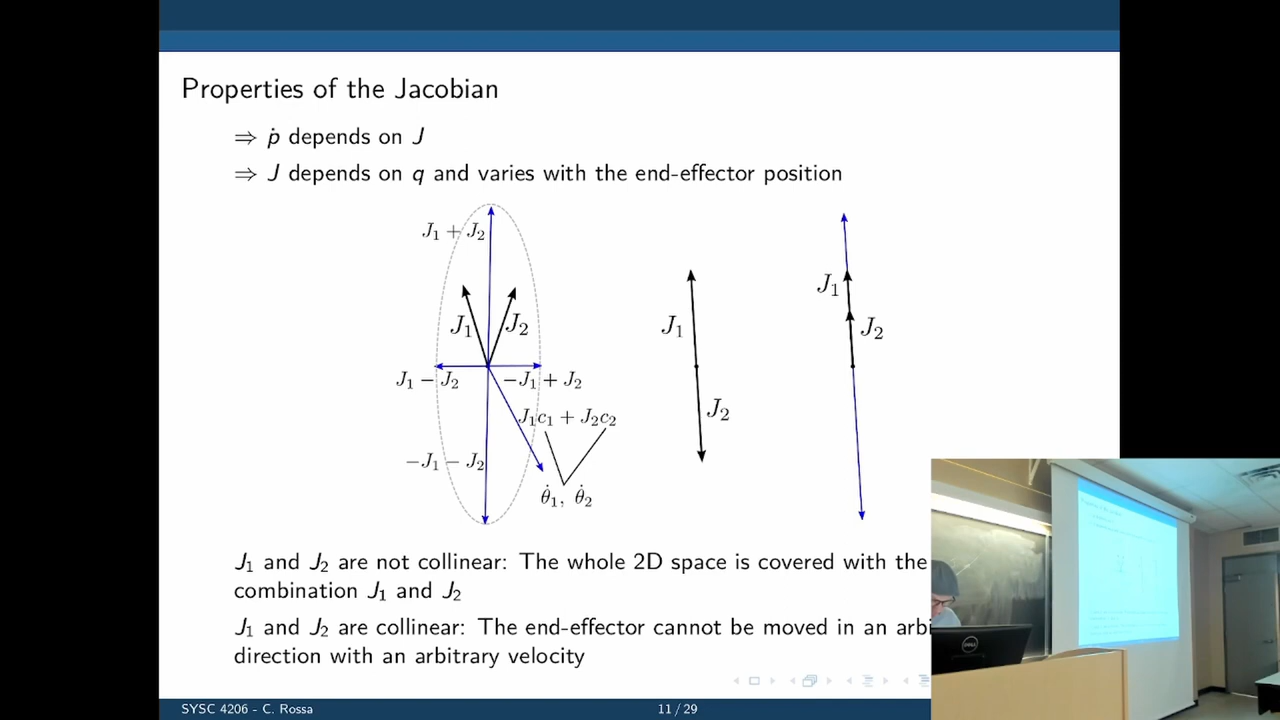 Properties of the Jacobian
⇒ ṗ depends on J
⇒ J depends on q and varies with the end-effector position
J₁ + J₂
J₁
J₂
J₁ − J₂
−J₁ + J₂
J₁c₁ + J₂c₂
−J₁ − J₂
θ̇₁, θ̇₂
J₁
J₂
J₁
J₂
J₁ and J₂ are not collinear: The whole 2D space is covered with the
combination J₁ and J₂
J₁ and J₂ are collinear: The end-effector cannot be moved in an arbi
direction with an arbitrary velocity
SYSC 4206 - C. Rossa
11 / 29
DELL